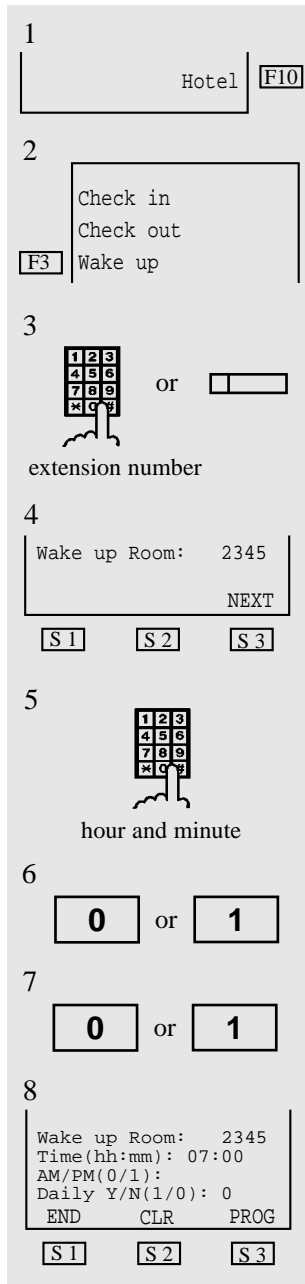 1
Hotel F10
2
Check in
Check out
F3 Wake up
3
1 2 3
4 5 6
7 8 9
* 0 #
or
extension number
4
Wake up Room: 2345
NEXT
S 1 S 2 S 3
5
1 2 3
4 5 6
7 8 9
* 0 #
hour and minute
6
0 or 1
7
0 or 1
8
Wake up Room: 2345
Time(hh:mm): 07:00
AM/PM(0/1):
Daily Y/N(1/0): 0
END CLR PROG
S 1 S 2 S 3